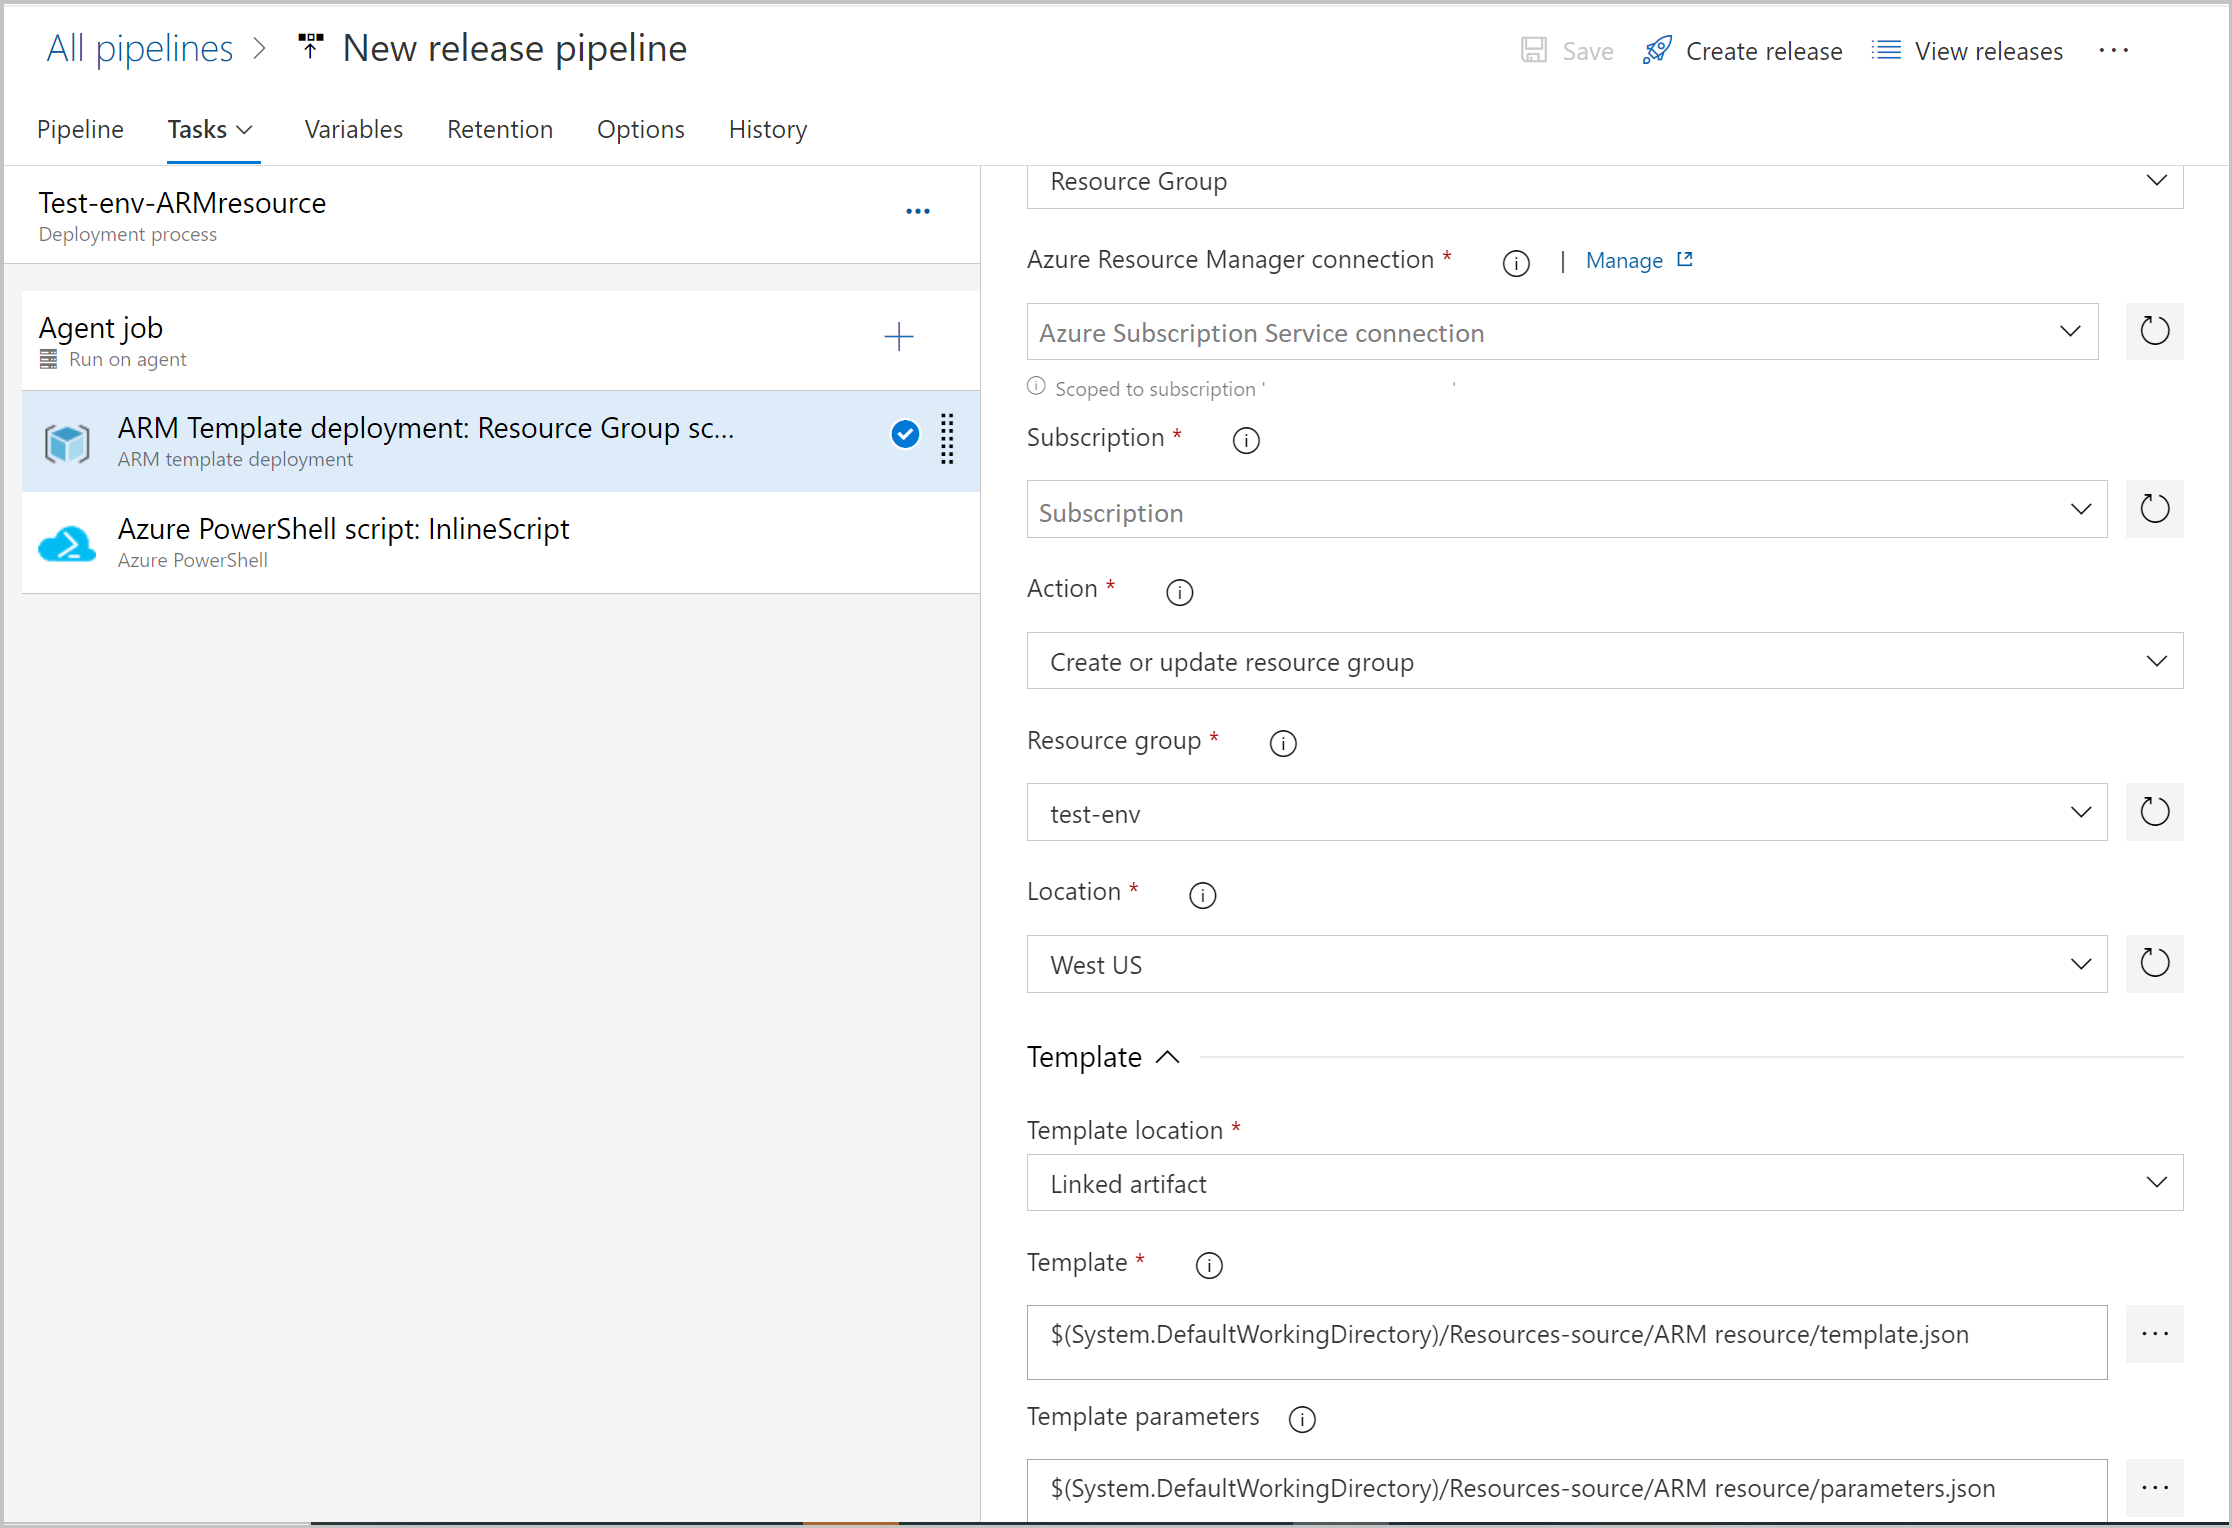 All pipelines > New release pipeline
Save Create release View releases ...
Pipeline Tasks Variables Retention Options History
Test-env-ARMresource
Deployment process
...
Agent job
Run on agent
ARM Template deployment: Resource Group sc...
ARM template deployment
Azure PowerShell script: InlineScript
Azure PowerShell
Resource Group
Azure Resource Manager connection * | Manage
Azure Subscription Service connection
Scoped to subscription ' '
Subscription *
Subscription
Action *
Create or update resource group
Resource group *
test-env
Location *
West US
Template
Template location *
Linked artifact
Template *
$(System.DefaultWorkingDirectory)/Resources-source/ARM resource/template.json
...
Template parameters
$(System.DefaultWorkingDirectory)/Resources-source/ARM resource/parameters.json
...